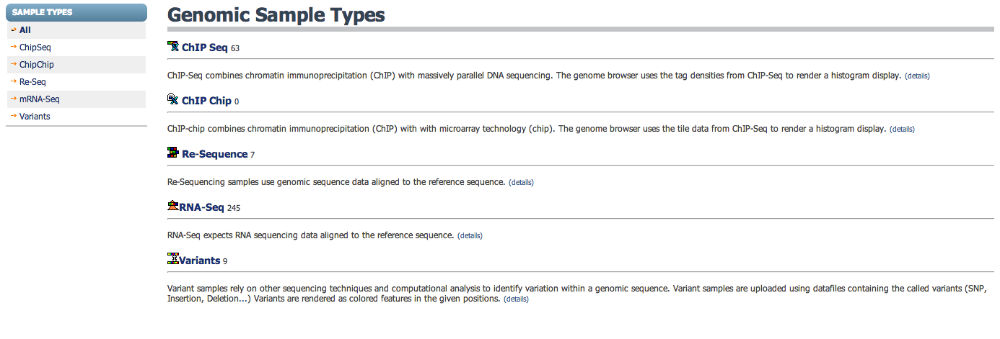 SAMPLE TYPES
All
ChipSeq
ChipChip
Re-Seq
mRNA-Seq
Variants
Genomic Sample Types
ChIP Seq 63
ChIP-Seq combines chromatin immunoprecipitation (ChIP) with massively parallel DNA sequencing. The genome browser uses the tag densities from ChIP-Seq to render a histogram display. (details)
ChIP Chip 0
ChIP-chip combines chromatin immunoprecipitation (ChIP) with with microarray technology (chip). The genome browser uses the tile data from ChIP-Seq to render a histogram display. (details)
Re-Sequence 7
Re-Sequencing samples use genomic sequence data aligned to the reference sequence. (details)
RNA-Seq 245
RNA-Seq expects RNA sequencing data aligned to the reference sequence. (details)
Variants 9
Variant samples rely on other sequencing techniques and computational analysis to identify variation within a genomic sequence. Variant samples are uploaded using datafiles containing the called variants (SNP,
Insertion, Deletion...) Variants are rendered as colored features in the given positions. (details)